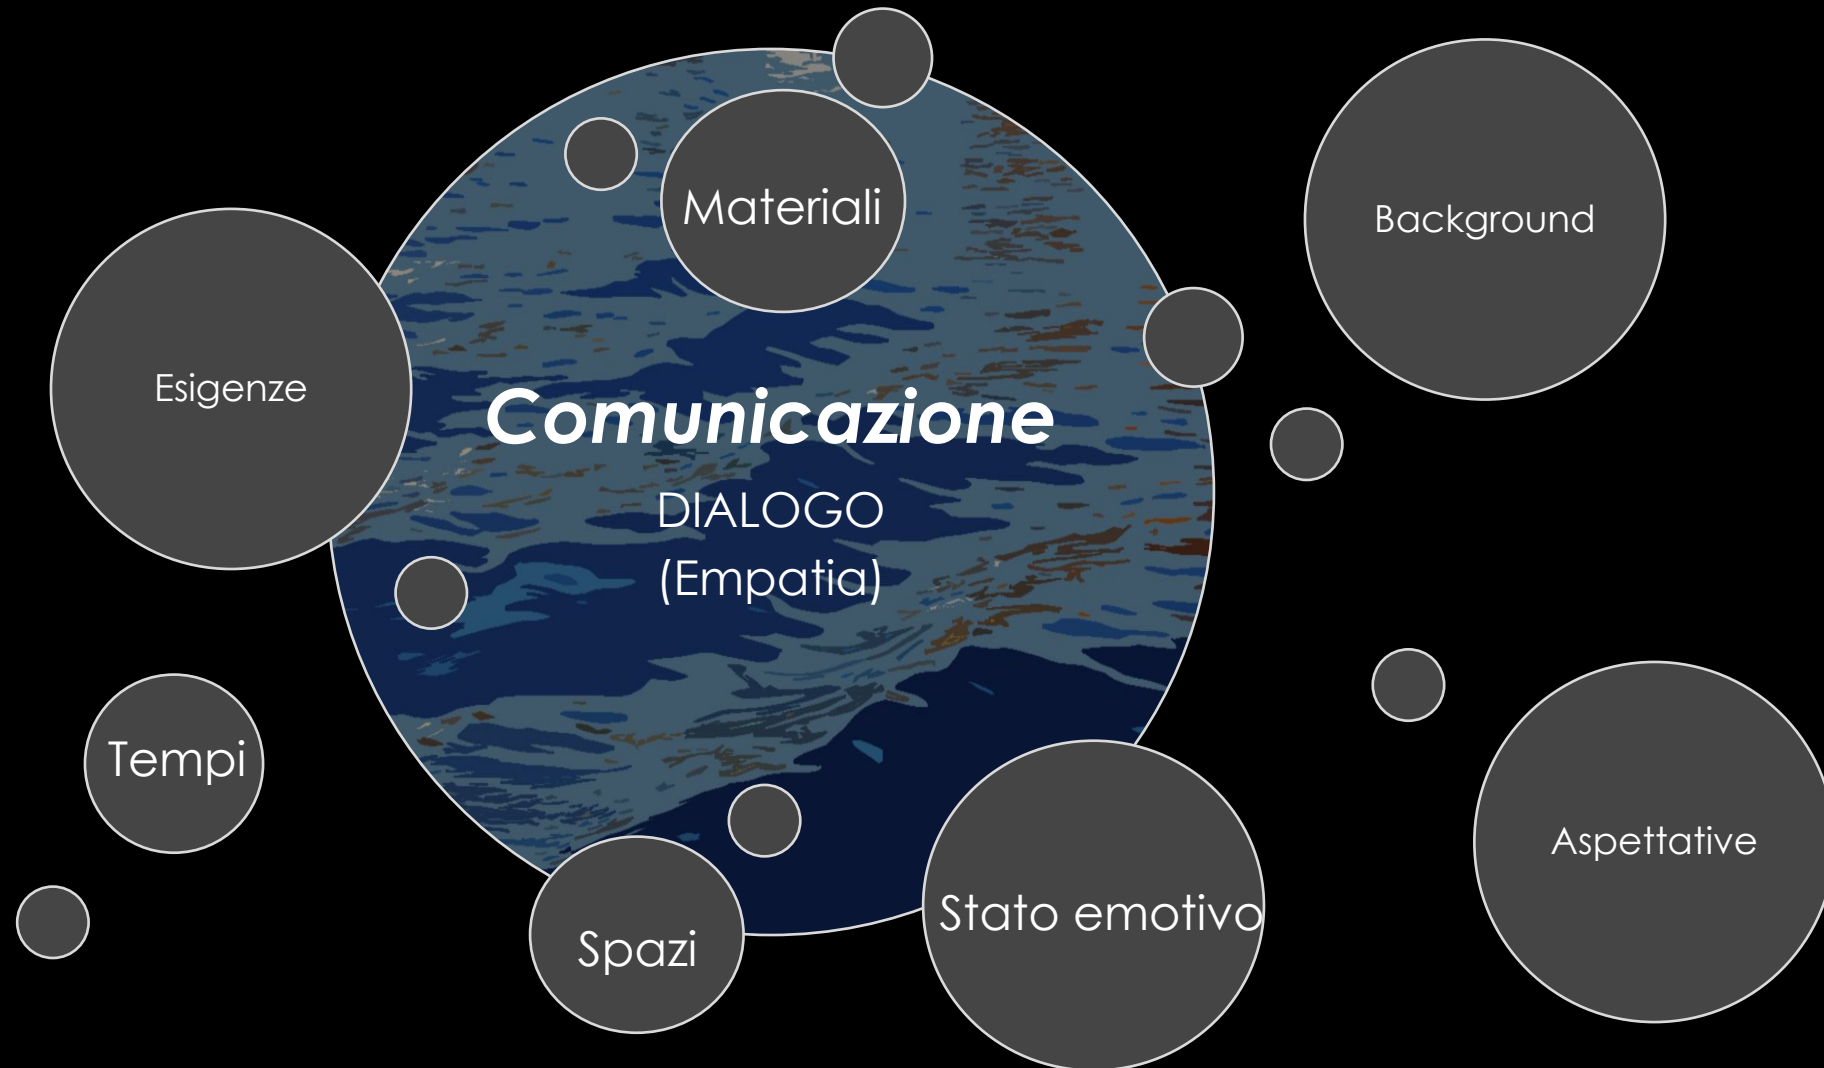 Materiali
Background
Esigenze
Comunicazione
DIALOGO
(Empatia)
Tempi
Aspettative
Stato emotivo
Spazi